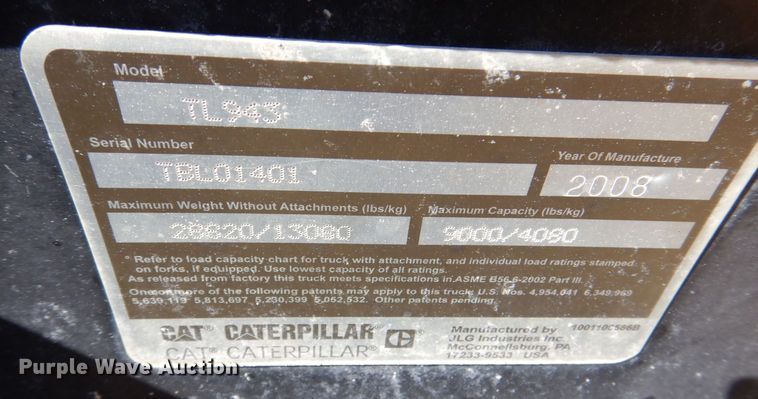 Model
TL943
Serial Number
TBL01401
Year Of Manufacture
2008
Maximum Weight Without Attachments (lbs/kg)
28820/13080
Maximum Capacity (lbs/kg)
9000/4080
* Refer to load capacity chart for truck with attachment, and individual load ratings stamped
on forks, if equipped. Use lowest capacity of all ratings.
As released from factory this truck meets specifications in ASME B56.6-2002 Part III.
One or more of the following patents may apply to this truck: U.S. Nos. 4,954,041 6,349,969
5,639,119 5,813,697 5,230,399 5,052,532. Other patents pending.
CAT® CATERPILLAR®
CAT® CATERPILLAR®
Manufactured by
JLG Industries Inc.
McConnellsburg, PA
17233-9533 USA
Purple Wave Auction